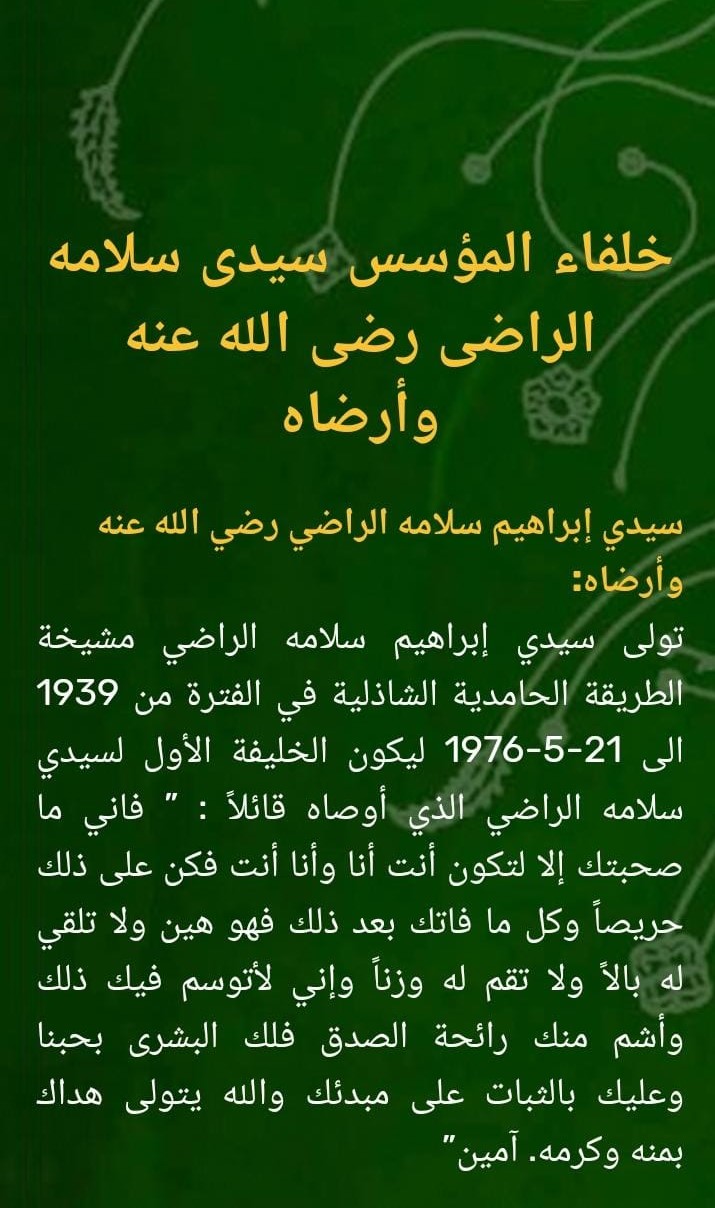 خلفاء المؤسس سيدى سلامه
الراضى رضى الله عنه
وأرضاه
سيدي إبراهيم سلامه الراضي رضي الله عنه
وأرضاه:
تولى سيدي إبراهيم سلامه الراضي مشيخة
الطريقة الحامدية الشاذلية في الفترة من 1939
الى 21-5-1976 ليكون الخليفة الأول لسيدي
سلامه الراضي الذي أوصاه قائلاً : " فاني ما
صحبتك إلا لتكون أنت أنا وأنا أنت فكن على ذلك
حريصاً وكل ما فاتك بعد ذلك فهو هين ولا تلقي
له بالاً ولا تقم له وزناً وإني لأتوسم فيك ذلك
وأشم منك رائحة الصدق فلك البشرى بحبنا
وعليك بالثبات على مبدئك والله يتولى هداك
بمنه وكرمه. آمين"